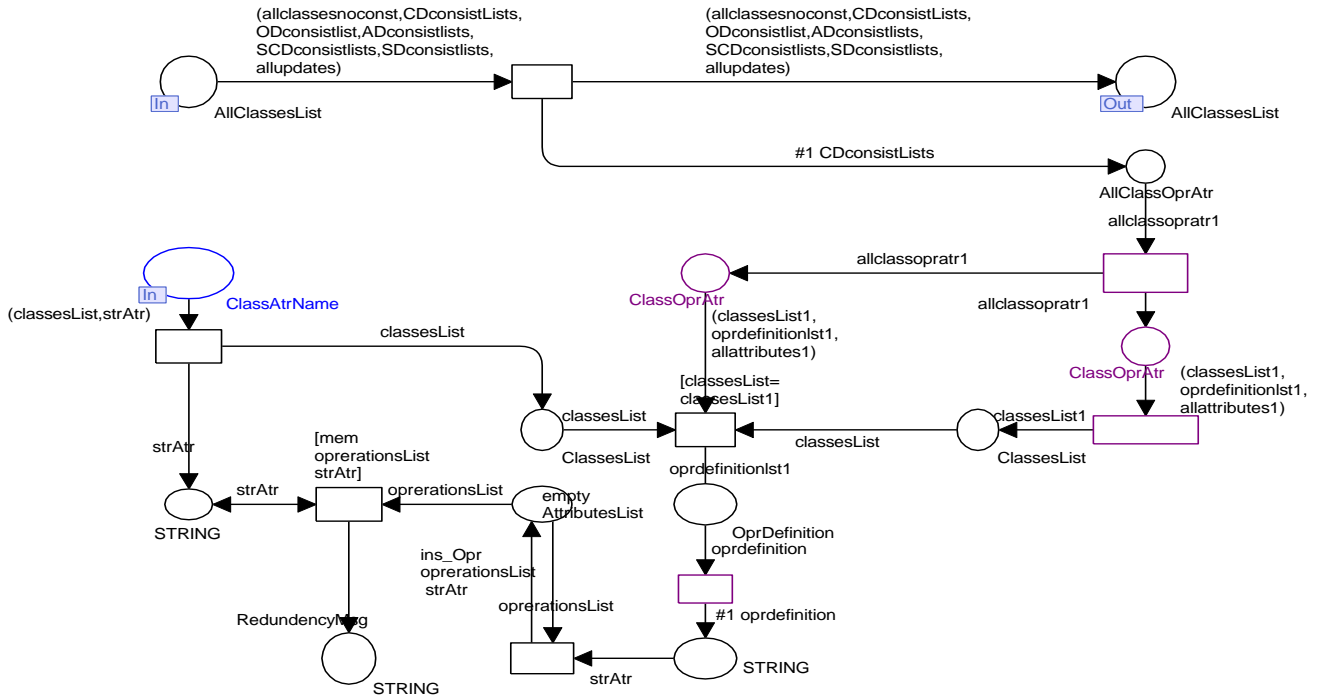 (allclassesnoconst,CDconsistLists,
ODconsistlist,ADconsistlists,
SCDconsistlists,SDconsistlists,
allupdates)
(allclassesnoconst,CDconsistLists,
ODconsistlist,ADconsistlists,
SCDconsistlists,SDconsistlists,
allupdates)
In
AllClassesList
Out
AllClassesList
#1 CDconsistLists
AllClassOprAtr
allclassopratr1
allclassopratr1
In
ClassAtrName
ClassOprAtr
allclassopratr1
(classesList,strAtr)
(classesList1,
oprdefinitionlst1,
allattributes1)
classesList
ClassOprAtr
(classesList1,
oprdefinitionlst1,
allattributes1)
[classesList=
classesList1]
classesList
ClassesList
classesList
classesList1
ClassesList
strAtr
[mem
oprerationsList
strAtr]
oprdefinitionlst1
strAtr
oprerationsList
empty
AttributesList
STRING
OprDefinition
oprdefinition
ins_Opr
oprerationsList
strAtr
oprerationsList
#1 oprdefinition
RedundencyMsg
STRING
strAtr
STRING